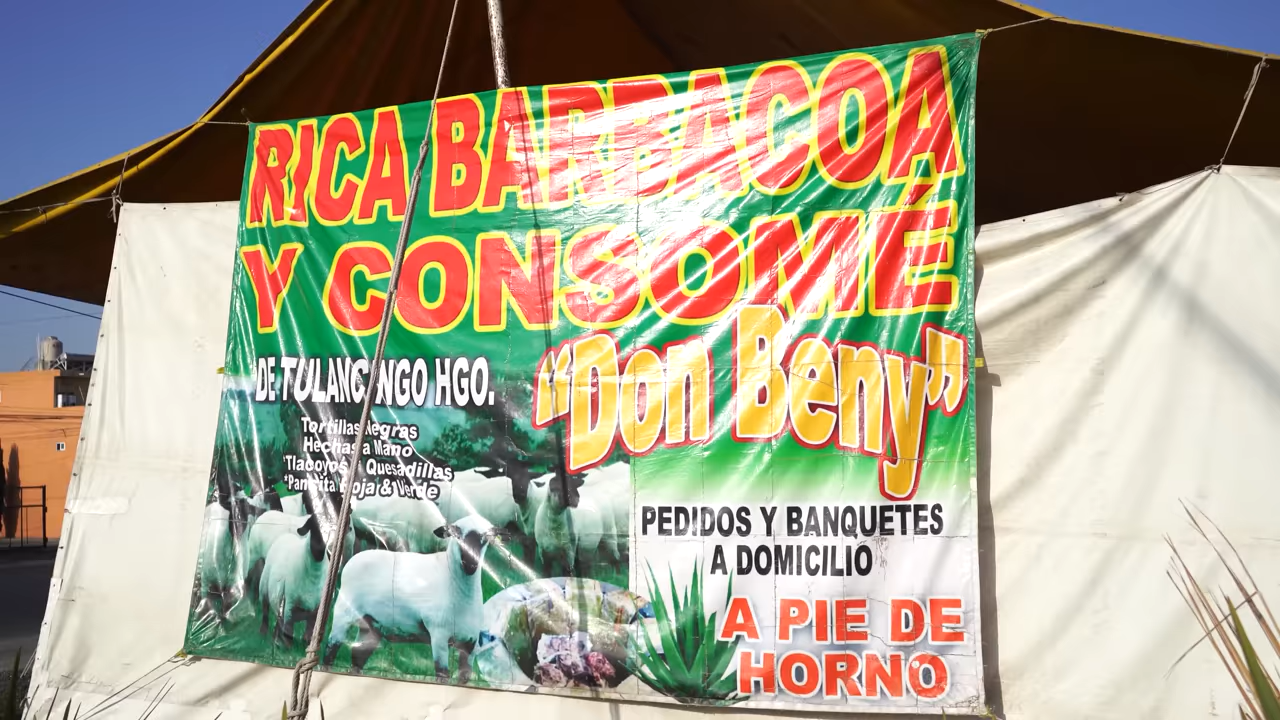 RICA BARBACOA
Y CONSOMÉ
"Don Beny"
DE TULANCINGO HGO.
Tortillas Negras
Hechas a Mano
*Tlacoyos Quesadillas
*Pancita Roja & Verde
PEDIDOS Y BANQUETES
A DOMICILIO
A PIE DE
HORNO